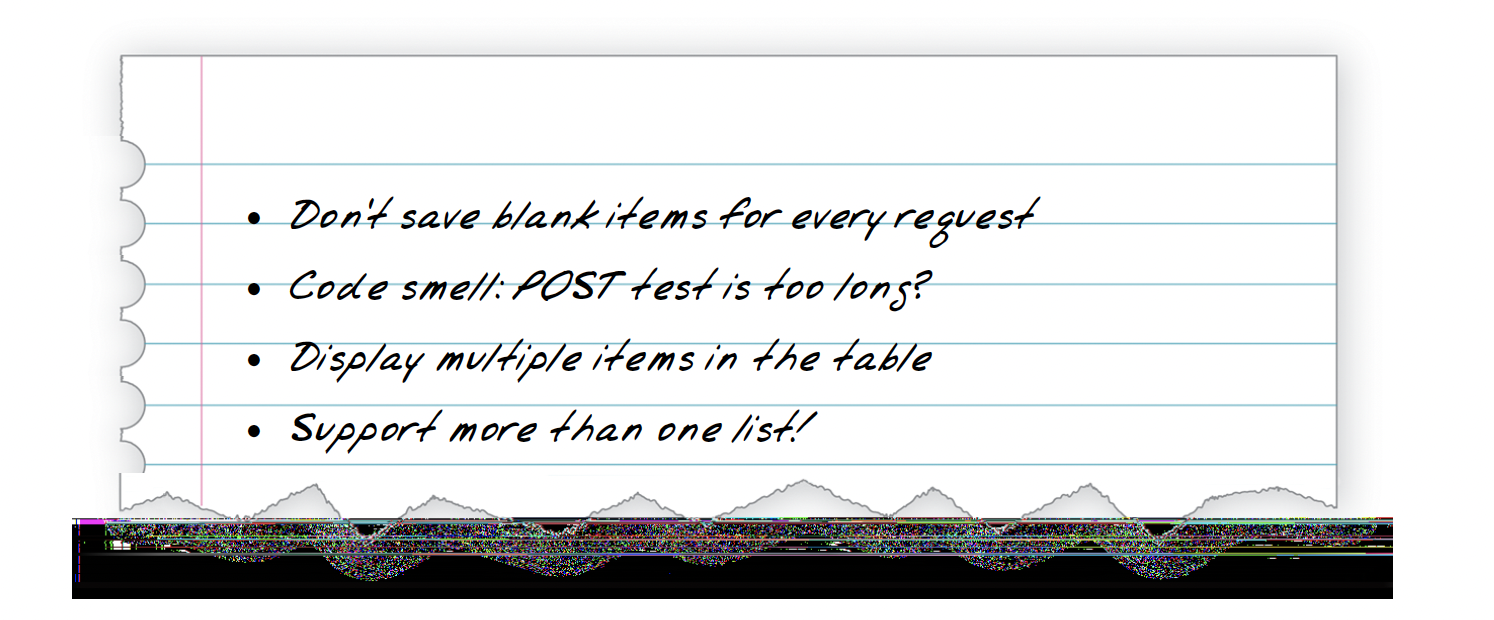 • Don't save blank items for every request
• Code smell: POST test is too long?
• Display multiple items in the table
• Support more than one list!